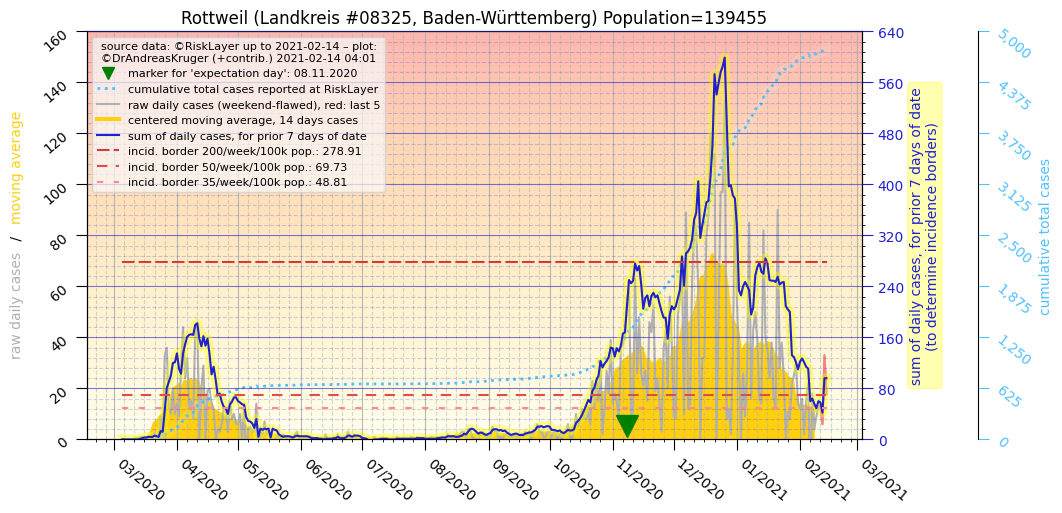 Rottweil (Landkreis #08325, Baden-Württemberg) Population=139455
source data: ©RiskLayer up to 2021-02-14 – plot:
©DrAndreasKruger (+contrib.) 2021-02-14 04:01
marker for 'expectation day': 08.11.2020
cumulative total cases reported at RiskLayer
raw daily cases (weekend-flawed), red: last 5
centered moving average, 14 days cases
sum of daily cases, for prior 7 days of date
incid. border 200/week/100k pop.: 278.91
incid. border 50/week/100k pop.: 69.73
incid. border 35/week/100k pop.: 48.81
raw daily cases / moving average
160
140
120
100
80
60
40
20
0
03/2020
04/2020
05/2020
06/2020
07/2020
08/2020
09/2020
10/2020
11/2020
12/2020
01/2021
02/2021
03/2021
640
560
480
400
320
240
160
80
0
sum of daily cases, for prior 7 days of date
(to determine incidence borders)
5,000
4,375
3,750
3,125
2,500
1,875
1,250
625
0
cumulative total cases